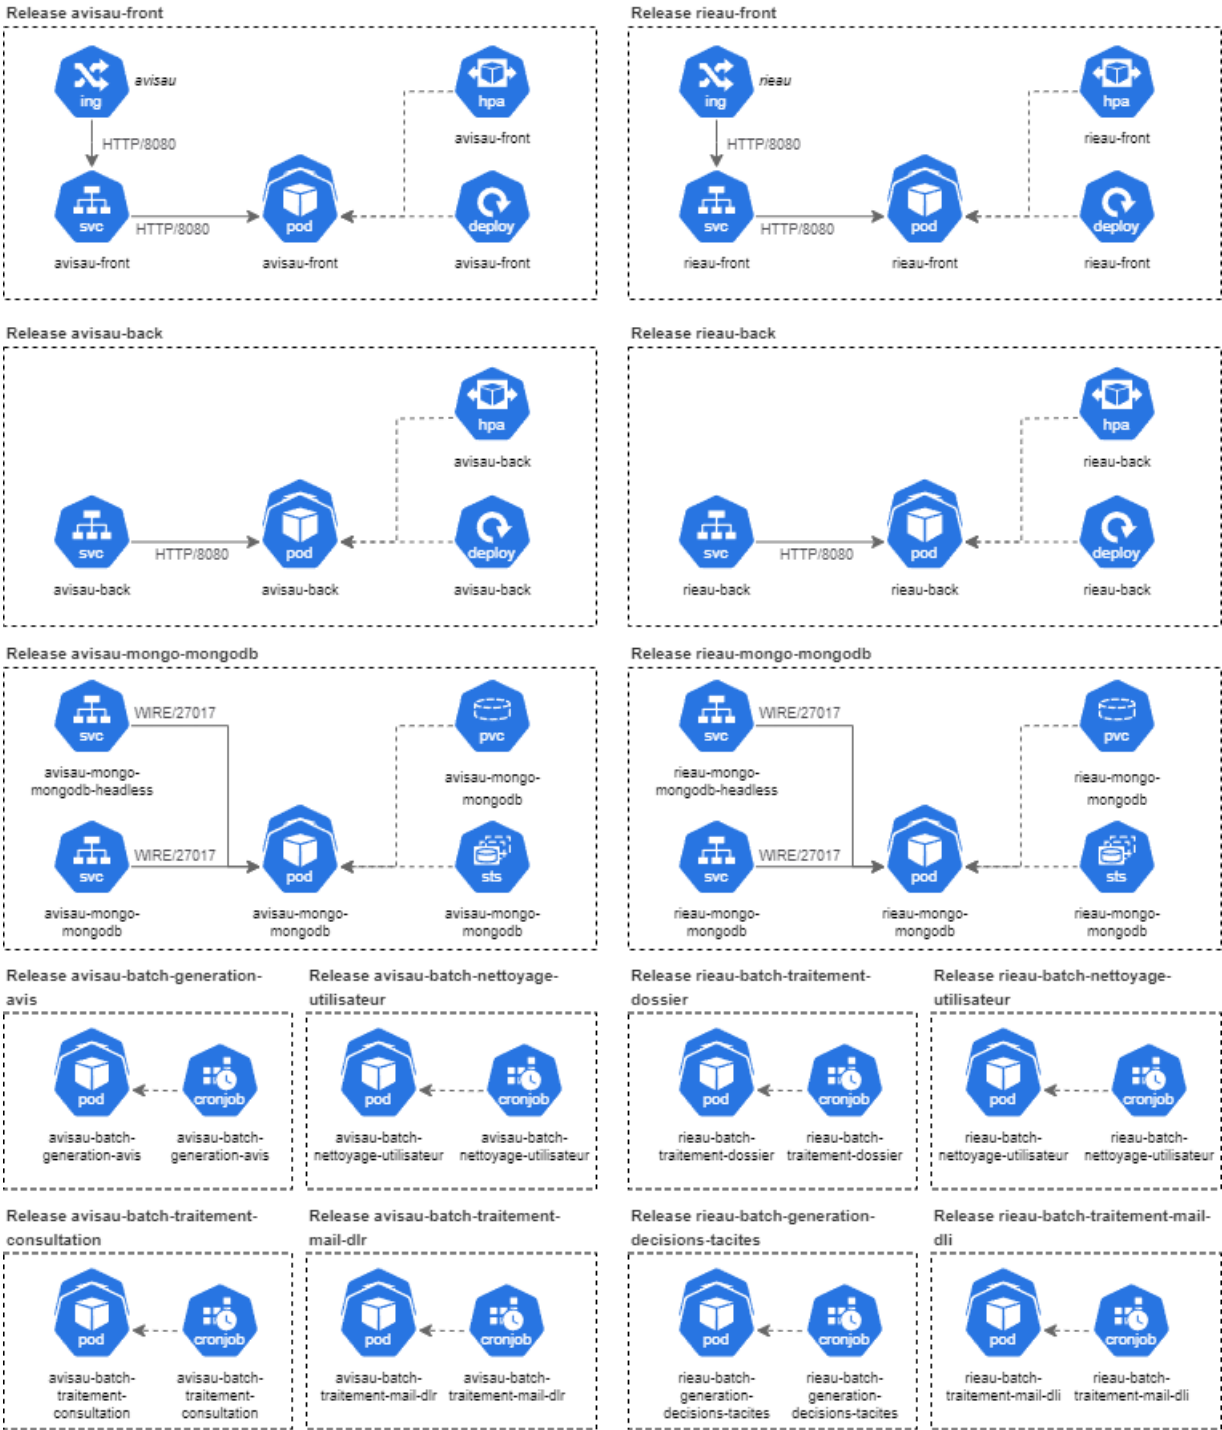 Release avisau-front
ing
avisau
HTTP/8080
svc
avisau-front
HTTP/8080
pod
avisau-front
hpa
avisau-front
deploy
avisau-front
Release rieau-front
ing
rieau
HTTP/8080
svc
rieau-front
HTTP/8080
pod
rieau-front
hpa
rieau-front
deploy
rieau-front
Release avisau-back
svc
avisau-back
HTTP/8080
pod
avisau-back
hpa
avisau-back
deploy
avisau-back
Release rieau-back
svc
rieau-back
HTTP/8080
pod
rieau-back
hpa
rieau-back
deploy
rieau-back
Release avisau-mongo-mongodb
svc
WIRE/27017
avisau-mongo-
mongodb-headless
svc
WIRE/27017
avisau-mongo-
mongodb
pod
avisau-mongo-
mongodb
pvc
avisau-mongo-
mongodb
sts
avisau-mongo-
mongodb
Release rieau-mongo-mongodb
svc
WIRE/27017
rieau-mongo-
mongodb-headless
svc
WIRE/27017
rieau-mongo-
mongodb
pod
rieau-mongo-
mongodb
pvc
rieau-mongo-
mongodb
sts
rieau-mongo-
mongodb
Release avisau-batch-generation-
avis
pod
avisau-batch-
generation-avis
cronjob
avisau-batch-
generation-avis
Release avisau-batch-nettoyage-
utilisateur
pod
avisau-batch-
nettoyage-utilisateur
cronjob
avisau-batch-
nettoyage-utilisateur
Release rieau-batch-traitement-
dossier
pod
rieau-batch-
traitement-dossier
cronjob
rieau-batch-
traitement-dossier
Release rieau-batch-nettoyage-
utilisateur
pod
rieau-batch-
nettoyage-utilisateur
cronjob
rieau-batch-
nettoyage-utilisateur
Release avisau-batch-traitement-
consultation
pod
avisau-batch-
traitement-
consultation
cronjob
avisau-batch-
traitement-
consultation
Release avisau-batch-traitement-
mail-dlr
pod
avisau-batch-
traitement-mail-dlr
cronjob
avisau-batch-
traitement-mail-dlr
Release rieau-batch-generation-
decisions-tacites
pod
rieau-batch-
generation-
decisions-tacites
cronjob
rieau-batch-
generation-
decisions-tacites
Release rieau-batch-traitement-mail-
dli
pod
rieau-batch-
traitement-mail-dli
cronjob
rieau-batch-
traitement-mail-dli